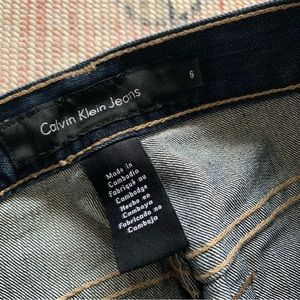 Calvin Klein Jeans
6
Made in
Cambodia
Fabriqué au
Cambodge
Hecho en
Camboya
Fabricado no
Camboja